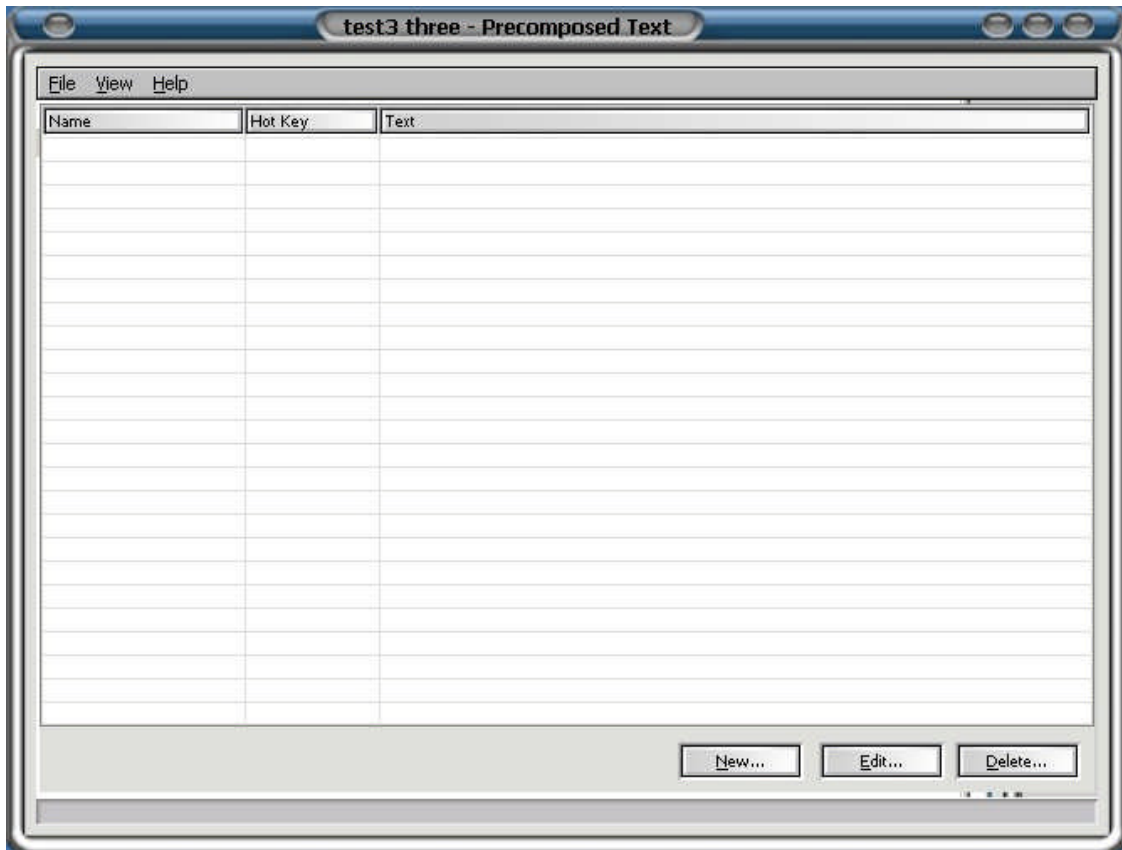 test3 three - Precomposed Text
File View Help
Name Hot Key Text
New... Edit... Delete...